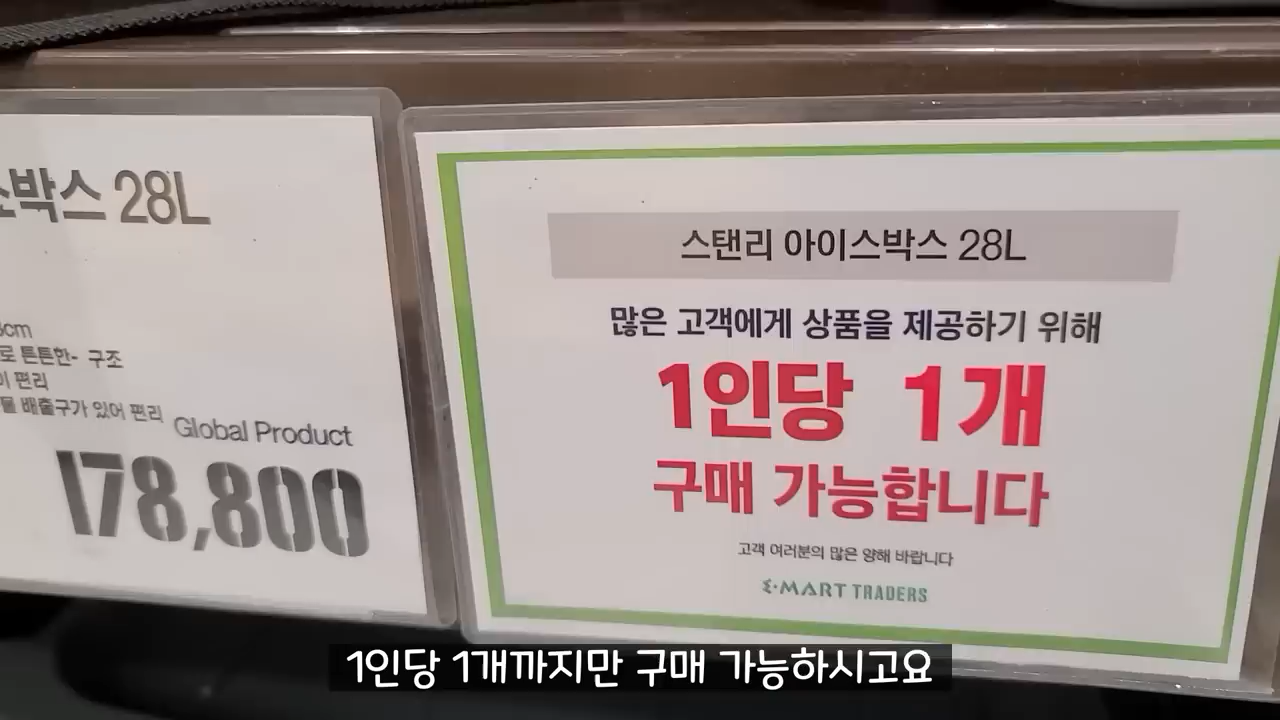 박스 28L
cm
로 튼튼한- 구조
편리
물 배출구가 있어 편리
Global Product
178,800
스탠리 아이스박스 28L
많은 고객에게 상품을 제공하기 위해
1인당 1개
구매 가능합니다
고객 여러분의 많은 양해 바랍니다
E•MART TRADERS
1인당 1개까지만 구매 가능하시고요